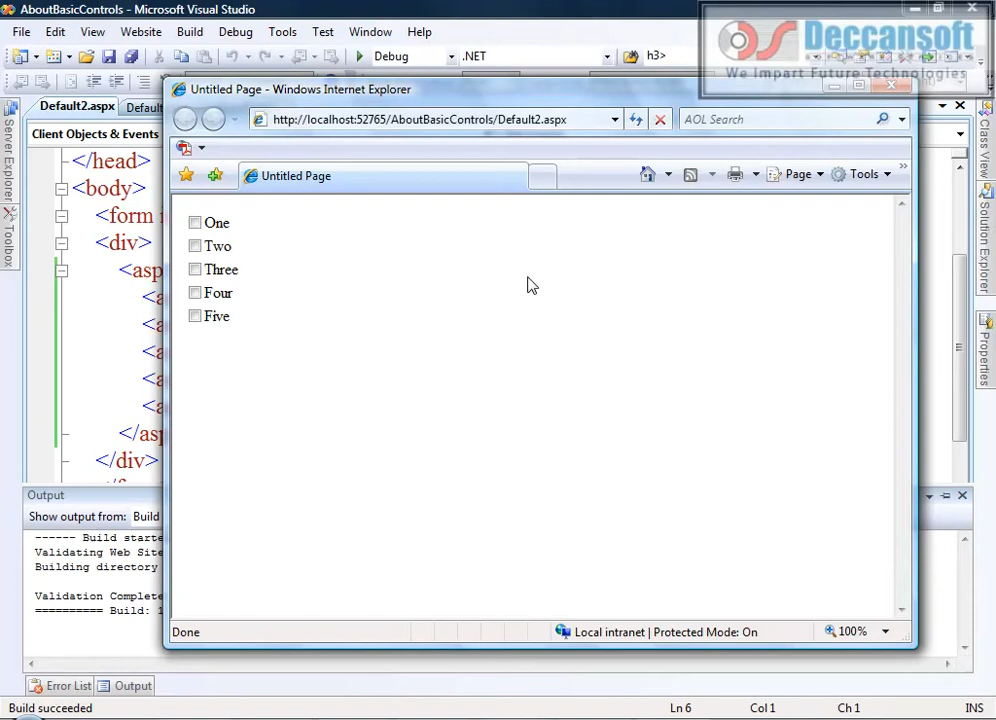 AboutBasicControls - Microsoft Visual Studio
File Edit View Website Build Debug Tools Test Window Help
Debug .NET h3>
Deccansoft
We Impart Future Technologies
Default2.aspx Default
Client Objects & Events
Server Explorer
Toolbox
Class View
Solution Explorer
Properties
</head>
<body>
<form i
<div>
<asp
<a
<a
<a
<a
<a
</asp
</div>
Untitled Page - Windows Internet Explorer
http://localhost:52765/AboutBasicControls/Default2.aspx
AOL Search
Untitled Page
Page Tools
One
Two
Three
Four
Five
Done
Local intranet | Protected Mode: On
100%
Output
Show output from: Build
------ Build starte
Validating Web Site
Building directory
Validation Complete
========== Build: 1
Error List Output
Build succeeded Ln 6 Col 1 Ch 1 INS